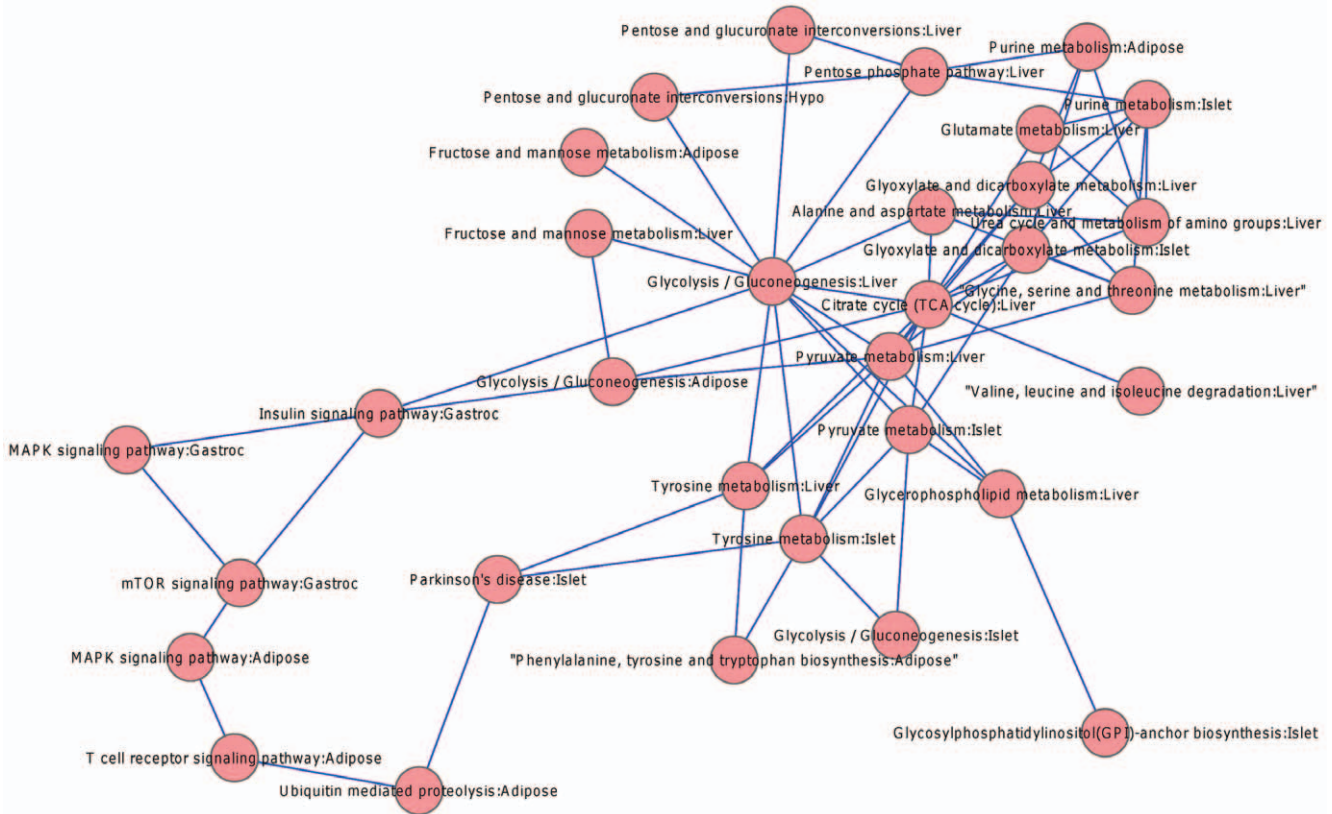 Pentose and glucuronate interconversions:Liver
Purine metabolism:Adipose
Pentose phosphate pathway:Liver
Pentose and glucuronate interconversions:Hypo
Purine metabolism:Islet
Glutamate metabolism:Liver
Fructose and mannose metabolism:Adipose
Glyoxylate and dicarboxylate metabolism:Liver
Alanine and aspartate metabolism:Liver
Urea cycle and metabolism of amino groups:Liver
Fructose and mannose metabolism:Liver
Glyoxylate and dicarboxylate metabolism:Islet
Glycolysis / Gluconeogenesis:Liver
"Glycine, serine and threonine metabolism:Liver"
Citrate cycle (TCA cycle):Liver
Pyruvate metabolism:Liver
Glycolysis / Gluconeogenesis:Adipose
"Valine, leucine and isoleucine degradation:Liver"
Insulin signaling pathway:Gastroc
Pyruvate metabolism:Islet
MAPK signaling pathway:Gastroc
Tyrosine metabolism:Liver
Glycerophospholipid metabolism:Liver
Tyrosine metabolism:Islet
mTOR signaling pathway:Gastroc
Parkinson's disease:Islet
Glycolysis / Gluconeogenesis:Islet
MAPK signaling pathway:Adipose
"Phenylalanine, tyrosine and tryptophan biosynthesis:Adipose"
Glycosylphosphatidylinositol(GPI)-anchor biosynthesis:Islet
T cell receptor signaling pathway:Adipose
Ubiquitin mediated proteolysis:Adipose